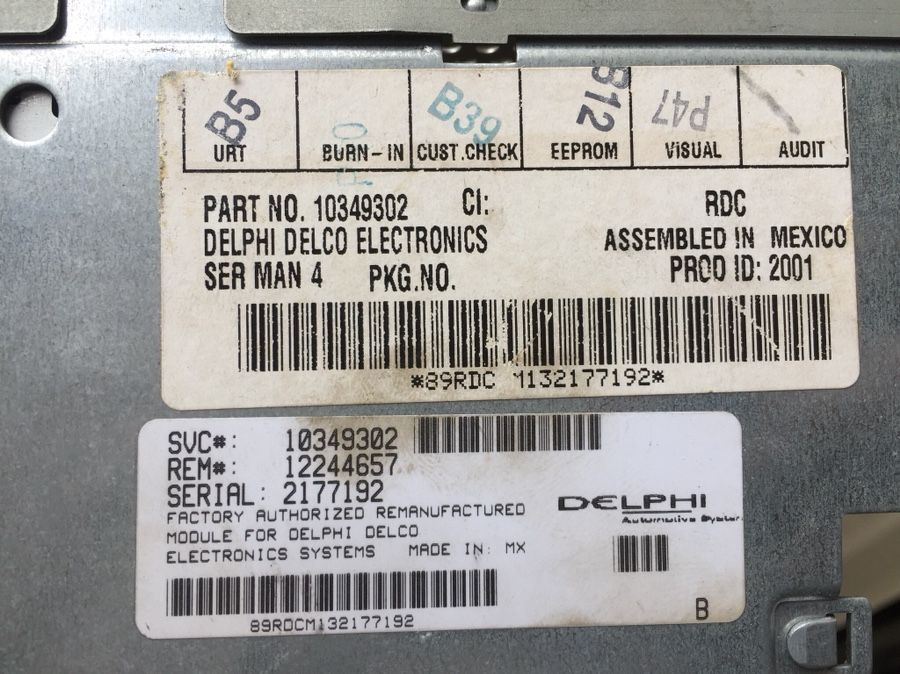 B5 B39 B12 P47
URT BURN-IN CUST.CHECK EEPROM VISUAL AUDIT
PART NO. 10349302 CI: RDC
DELPHI DELCO ELECTRONICS ASSEMBLED IN MEXICO
SER MAN 4 PKG.NO. PROD ID: 2001
*89RDC M132177192*
SVC#: 10349302
REM#: 12244657
SERIAL: 2177192
FACTORY AUTHORIZED REMANUFACTURED
MODULE FOR DELPHI DELCO
ELECTRONICS SYSTEMS MADE IN: MX
DELPHI
Automotive Systems
89RDCM132177192
B